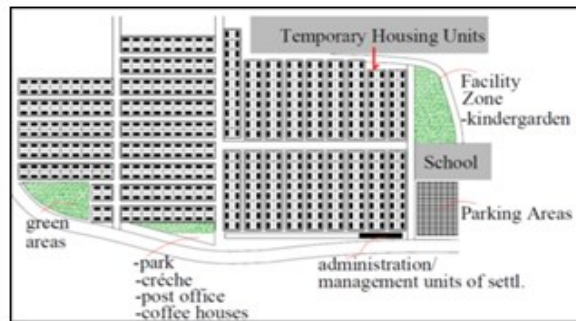 Temporary Housing Units
Facility
Zone
-kindergarden
School
Parking Areas
green
areas
-park
-créche
-post office
-coffee houses
administration/
management units of settl.